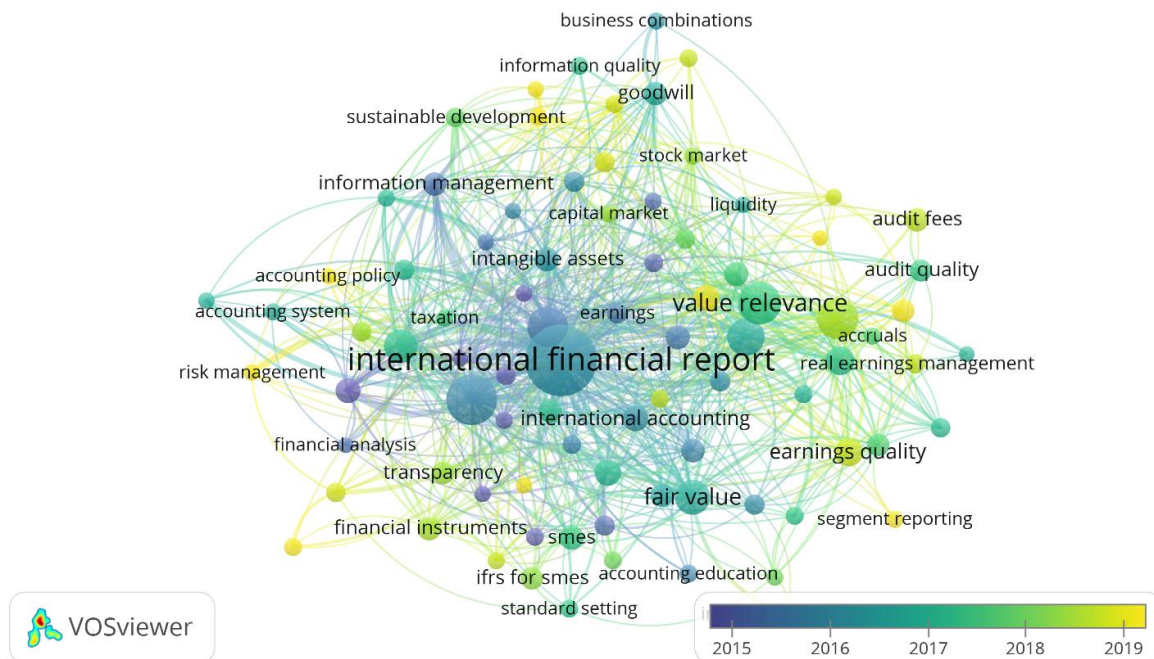 business combinations
information quality
goodwill
sustainable development
stock market
information management
capital market
liquidity
audit fees
intangible assets
accounting policy
audit quality
accounting system
taxation
earnings
value relevance
accruals
international financial report
real earnings management
risk management
international accounting
financial analysis
earnings quality
transparency
fair value
financial instruments
smes
segment reporting
ifrs for smes
accounting education
standard setting
VOSviewer
2015 2016 2017 2018 2019